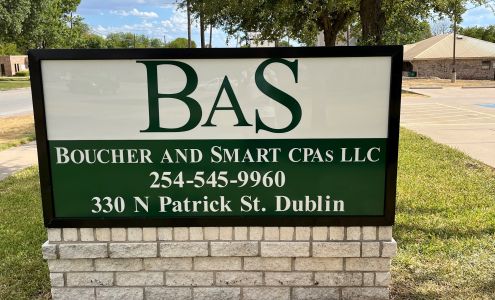 BAS
BOUCHER AND SMART CPAS LLC
254-545-9960
330 N Patrick St. Dublin